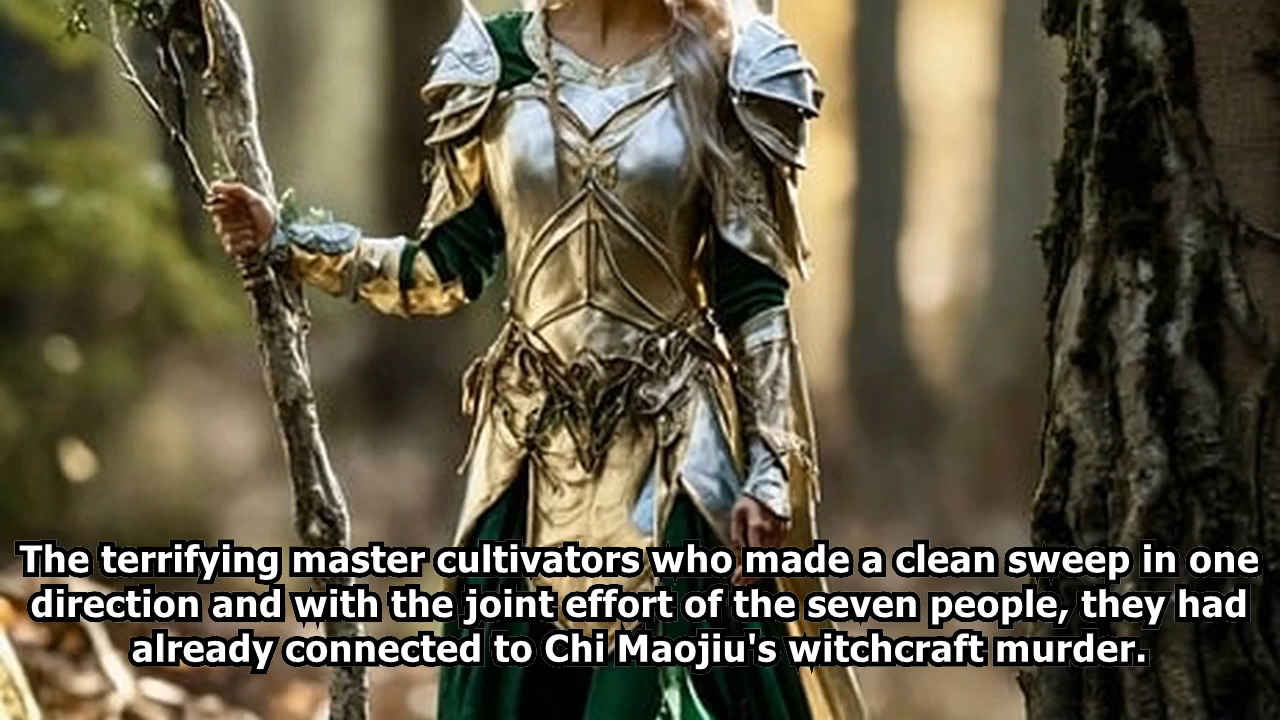 The terrifying master cultivators who made a clean sweep in one
direction and with the joint effort of the seven people, they had
already connected to Chi Maojiu's witchcraft murder.